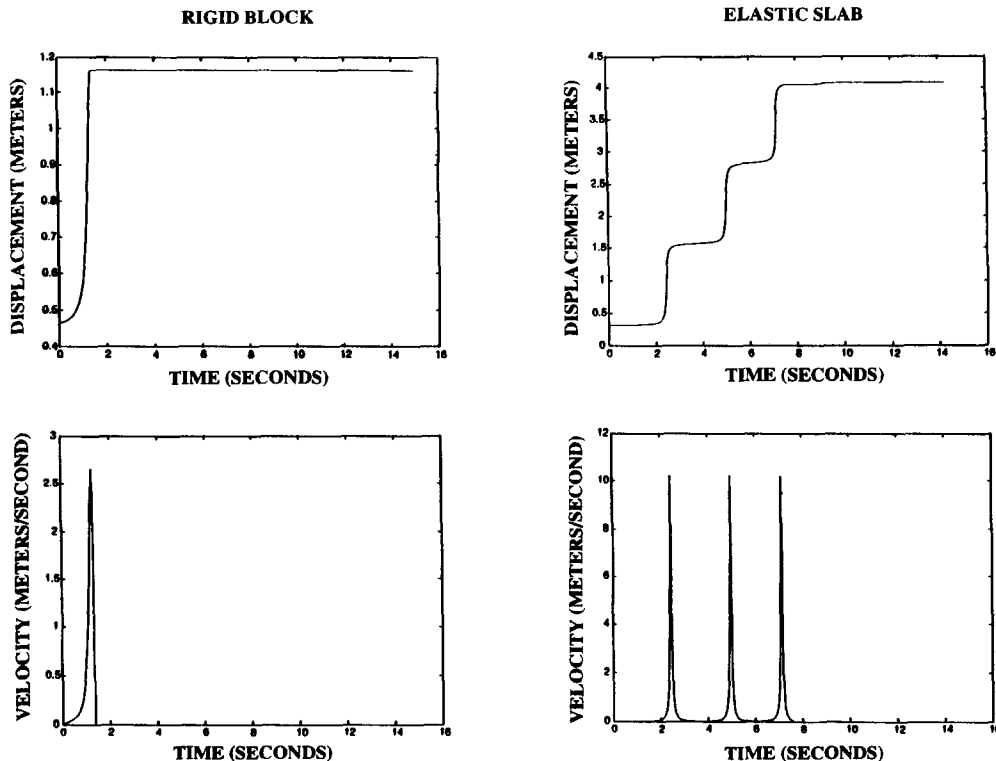 RIGID BLOCK
DISPLACEMENT (METERS)
1.2
1.1
1
0.9
0.8
0.7
0.6
0.5
0.4
0 2 4 6 8 10 12 14 16
TIME (SECONDS)
ELASTIC SLAB
DISPLACEMENT (METERS)
4.5
4
3.5
3
2.5
2
1.5
1
0.5
0
0 2 4 6 8 10 12 14 16
TIME (SECONDS)
VELOCITY (METERS/SECOND)
3
2.5
2
1.5
1
0.5
0
0 2 4 6 8 10 12 14 16
TIME (SECONDS)
VELOCITY (METERS/SECOND)
12
10
8
6
4
2
0
0 2 4 6 8 10 12 14 16
TIME (SECONDS)